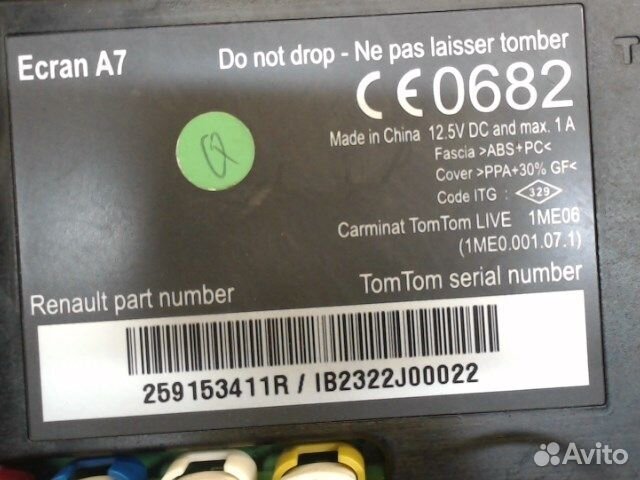 Ecran A7
Do not drop - Ne pas laisser tomber
CE0682
Made in China 12.5V DC and max. 1 A
Fascia >ABS+PC<
Cover >PPA+30% GF<
Code ITG : 329
Carminat TomTom LIVE 1ME06
(1ME0.001.07.1)
Renault part number
TomTom serial number
259153411R / IB2322J00022
Avito